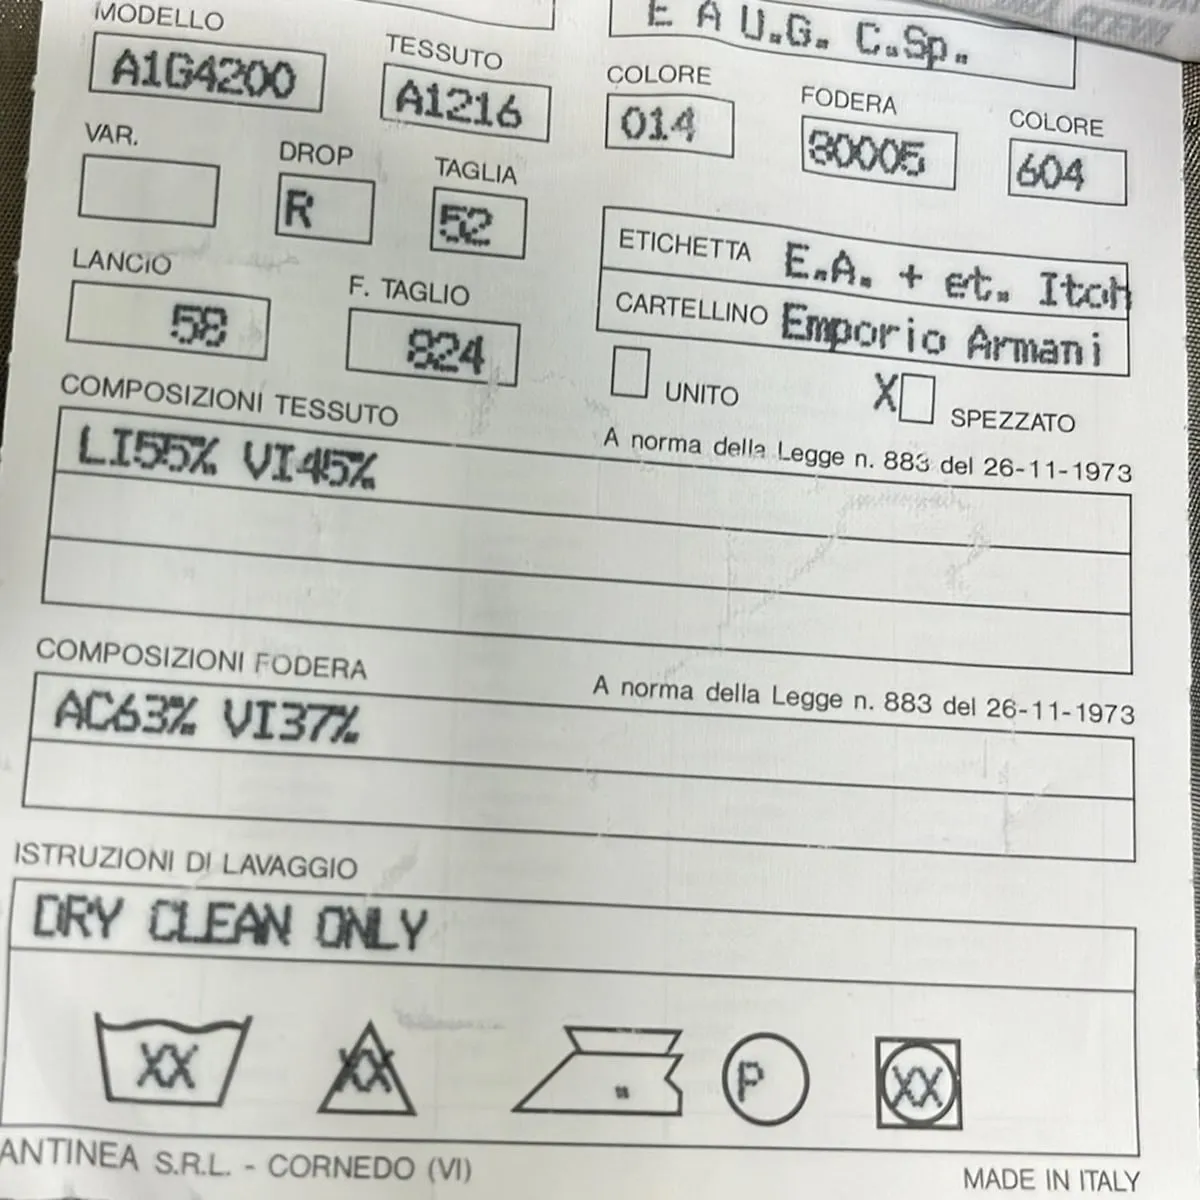 E A U.G. C.Sp.
MODELLO TESSUTO COLORE FODERA COLORE
A1G4200 A1216 014 80005 604
VAR. DROP TAGLIA
R 52
ETICHETTA E.A. + et. Itoh
LANCIO F. TAGLIO
58 824
CARTELLINO Emporio Armani
UNITO X SPEZZATO
COMPOSIZIONI TESSUTO
A norma della Legge n. 883 del 26-11-1973
LI55% VI45%
COMPOSIZIONI FODERA
A norma della Legge n. 883 del 26-11-1973
AC63% VI37%
ISTRUZIONI DI LAVAGGIO
DRY CLEAN ONLY
XX XX P XX
ANTINEA S.R.L. - CORNEDO (VI)
MADE IN ITALY